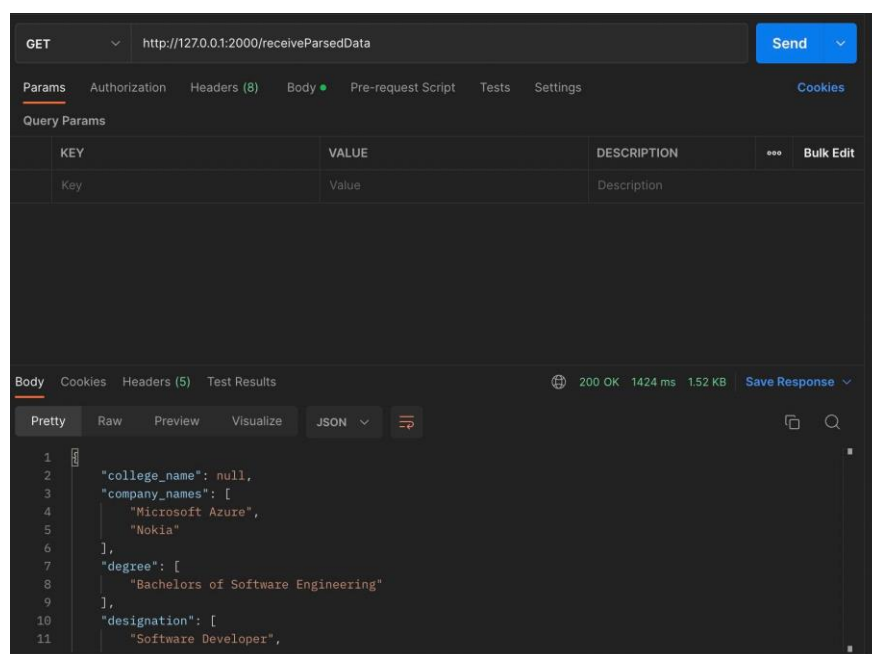 GET http://127.0.0.1:2000/receiveParsedData Send
Params Authorization Headers (8) Body Pre-request Script Tests Settings Cookies
Query Params
KEY VALUE DESCRIPTION ooo Bulk Edit
Key Value Description
Body Cookies Headers (5) Test Results 200 OK 1424 ms 1.52 KB Save Response
Pretty Raw Preview Visualize JSON
1 {
2 "college_name": null,
3 "company_names": [
4 "Microsoft Azure",
5 "Nokia"
6 ],
7 "degree": [
8 "Bachelors of Software Engineering"
9 ],
10 "designation": [
11 "Software Developer",